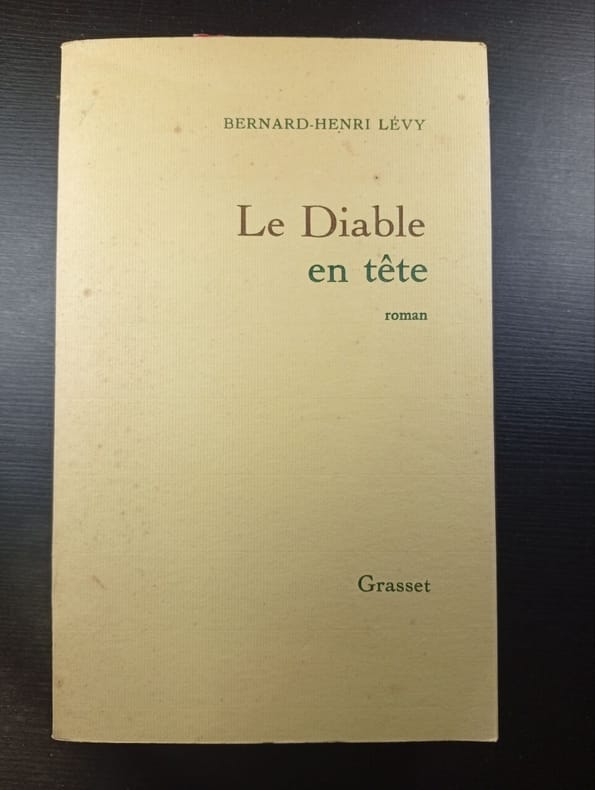 BERNARD-HENRI LÉVY
Le Diable
en tête
roman
Grasset